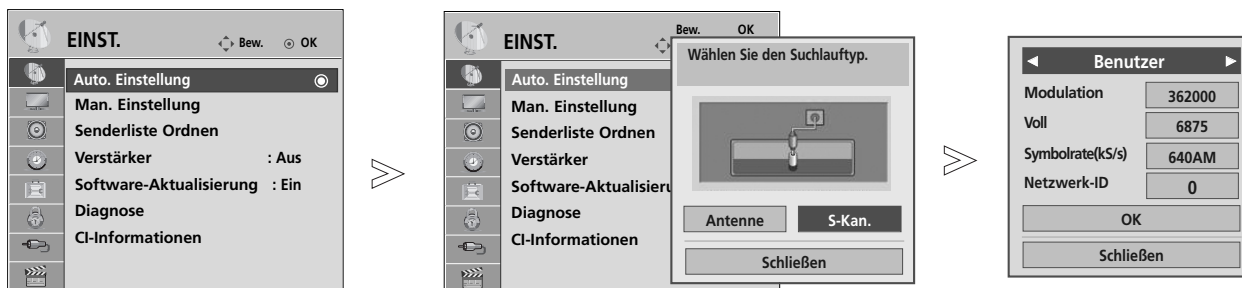 EINST.
Bew. OK
Auto. Einstellung
Man. Einstellung
Senderliste Ordnen
Verstärker : Aus
Software-Aktualisierung : Ein
Diagnose
CI-Informationen
EINST.
Bew. OK
Auto. Einstellung
Man. Einstellung
Senderliste Ordnen
Verstärker
Software-Aktualisieru
Diagnose
CI-Informationen
Wählen Sie den Suchlauftyp.
Antenne S-Kan.
Schließen
Benutzer
Modulation 362000
Voll 6875
Symbolrate(kS/s) 640AM
Netzwerk-ID 0
OK
Schließen